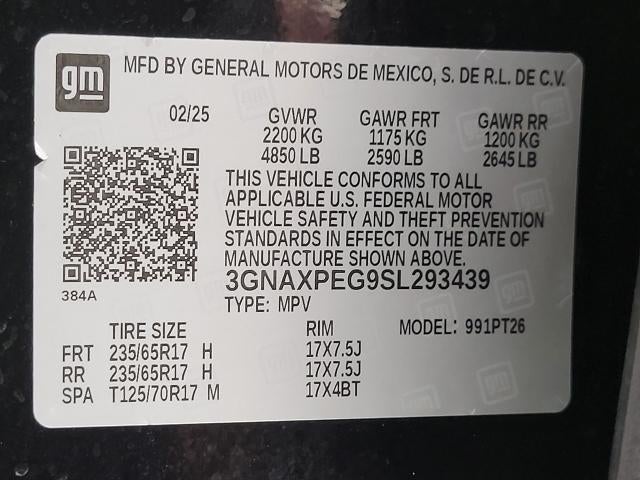 gm
MFD BY GENERAL MOTORS DE MEXICO, S. DE R.L. DE C.V.
02/25 GVWR GAWR FRT GAWR RR
2200 KG 1175 KG 1200 KG
4850 LB 2590 LB 2645 LB
THIS VEHICLE CONFORMS TO ALL
APPLICABLE U.S. FEDERAL MOTOR
VEHICLE SAFETY AND THEFT PREVENTION
STANDARDS IN EFFECT ON THE DATE OF
MANUFACTURE SHOWN ABOVE.
3GNAXPEG9SL293439
384A
TYPE: MPV
TIRE SIZE RIM MODEL: 991PT26
FRT 235/65R17 H 17X7.5J
RR 235/65R17 H 17X7.5J
SPA T125/70R17 M 17X4BT